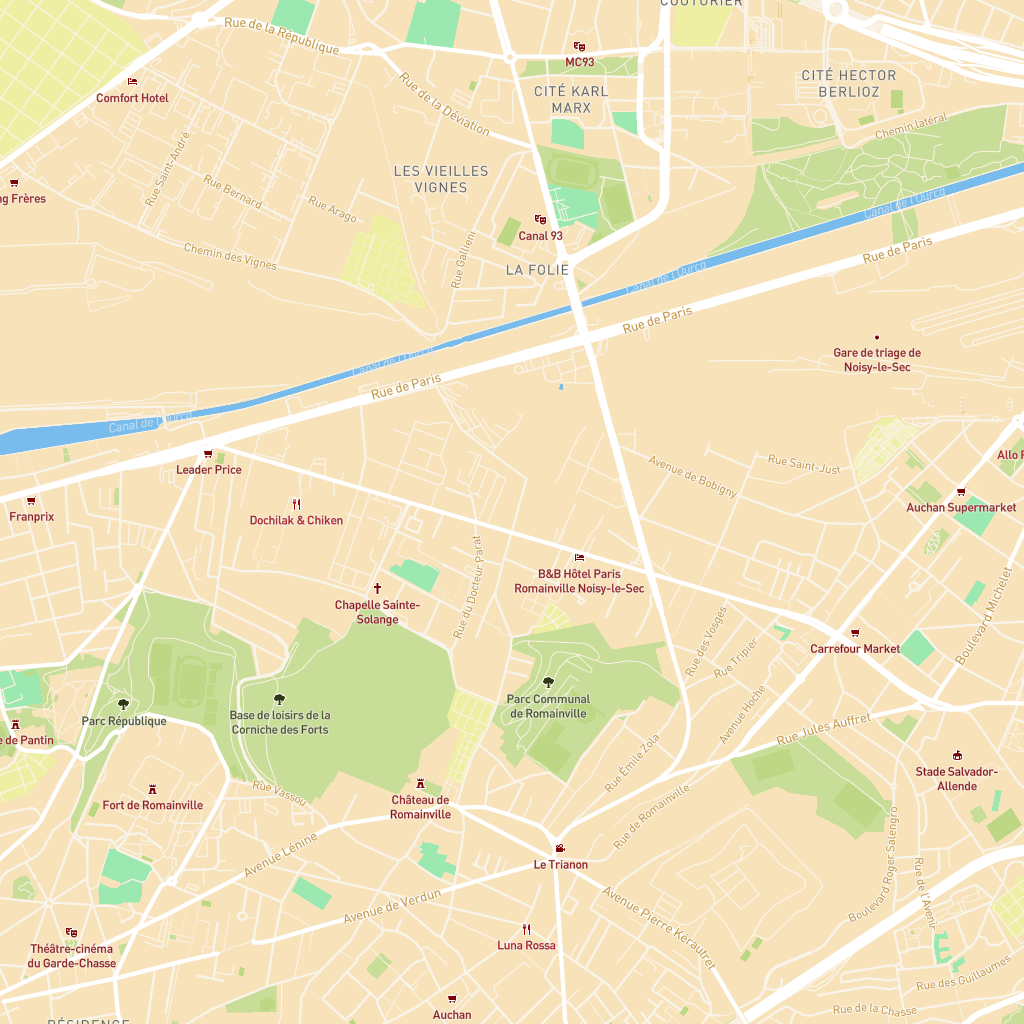 COUTURIER
Rue de la République
MC93
Comfort Hotel
Rue de la Déviation
CITÉ KARL
MARX
CITÉ HECTOR
BERLIOZ
Chemin latéral
Rue Saint-André
LES VIEILLES
VIGNES
ng Frères
Rue Bernard
Rue Arago
Canal de l'Ourcq
Canal 93
Rue Gallieni
Chemin des Vignes
LA FOLIE
Rue de Paris
Canal de l'Ourcq
Rue de Paris
Gare de triage de
Noisy-le-Sec
Canal de l'Ourcq
Rue de Paris
Canal de l'Ourcq
Leader Price
Avenue de Bobigny
Rue Saint-Just
Allo
Auchan Supermarket
Franprix
Dochilak & Chiken
B&B Hôtel Paris
Romainville Noisy-le-Sec
Rue du Docteur Parat
Chapelle Sainte-
Solange
Boulevard Michelet
Carrefour Market
Rue des Vosges
Rue Tripier
Parc Communal
de Romainville
Base de loisirs de la
Corniche des Forts
Parc République
e de Pantin
Avenue Hoche
Rue Jules Auffret
Rue Émile Zola
Stade Salvador-
Allende
Rue Vassou
Fort de Romainville
Château de
Romainville
Rue de Romainville
Avenue Lénine
Le Trianon
Boulevard Roger Salengro
Rue de l'Avenir
Avenue de Verdun
Avenue Pierre Kérautret
Luna Rossa
Théâtre-cinéma
du Garde-Chasse
Rue des Guillaumes
Auchan
Rue de la Chasse
RÉSIDENCE